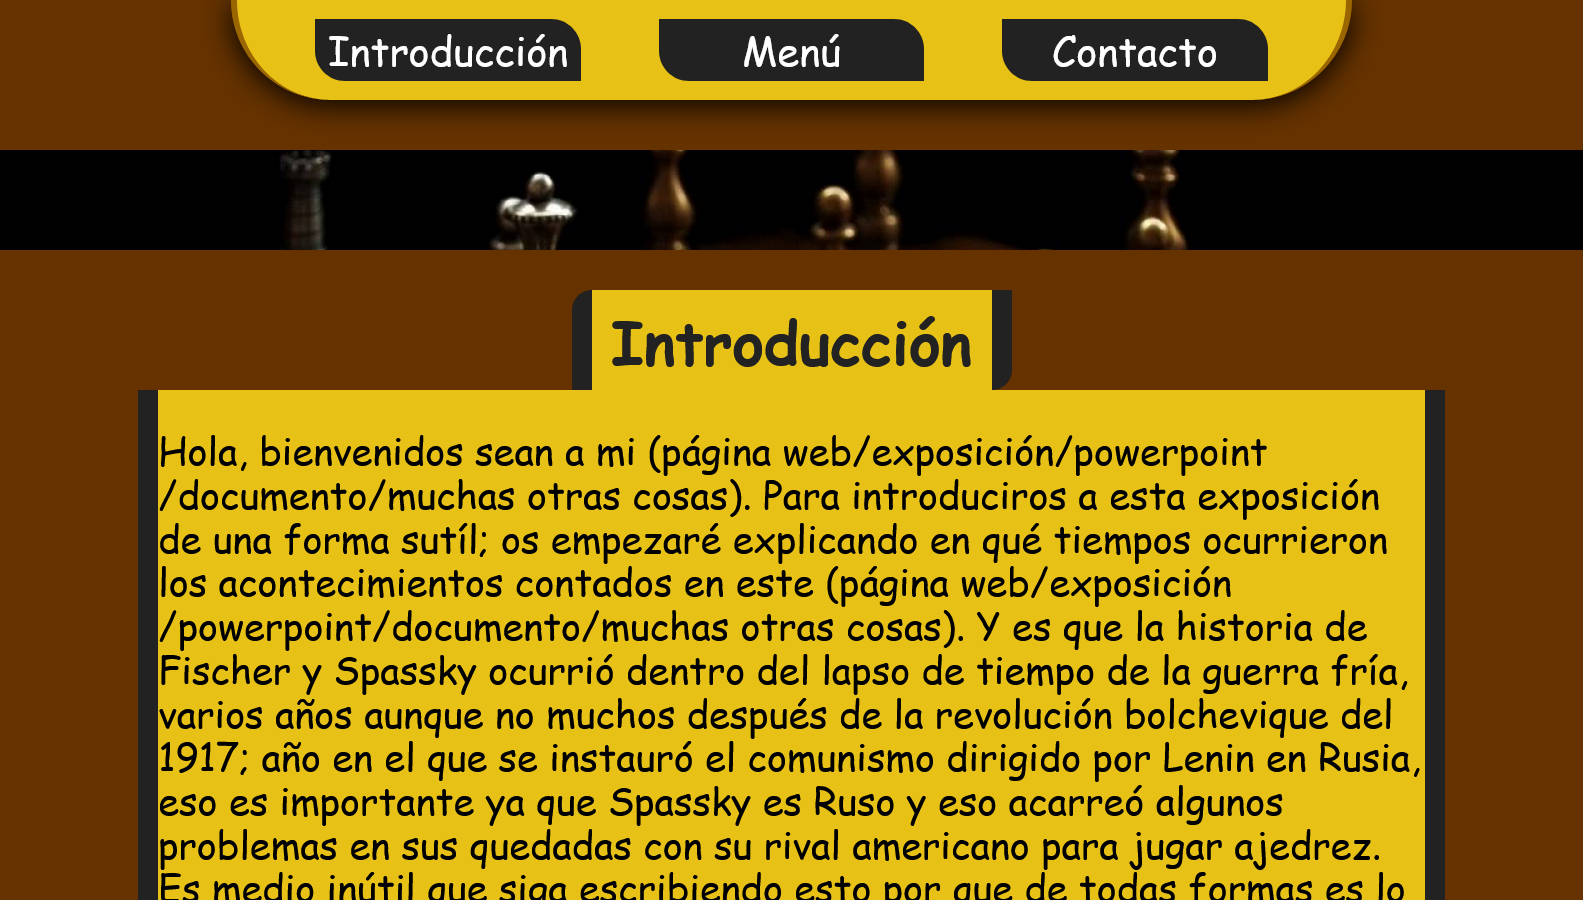 Introducción Menú Contacto
Introducción
Hola, bienvenidos sean a mi (página web/exposición/powerpoint
/documento/muchas otras cosas). Para introduciros a esta exposición
de una forma sutíl; os empezaré explicando en qué tiempos ocurrieron
los acontecimientos contados en este (página web/exposición
/powerpoint/documento/muchas otras cosas). Y es que la historia de
Fischer y Spassky ocurrió dentro del lapso de tiempo de la guerra fría,
varios años aunque no muchos después de la revolución bolchevique del
1917; año en el que se instauró el comunismo dirigido por Lenin en Rusia,
eso es importante ya que Spassky es Ruso y eso acarreó algunos
problemas en sus quedadas con su rival americano para jugar ajedrez.
Es medio inútil que siga escribiendo esto por que de todas formas es lo